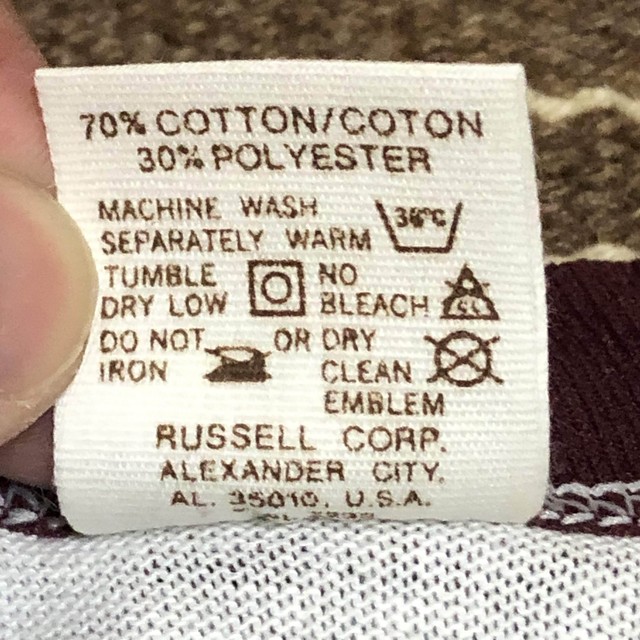 70% COTTON/COTON
30% POLYESTER
MACHINE WASH
SEPARATELY WARM
TUMBLE
DRY LOW
NO
BLEACH
DO NOT
IRON
OR DRY
CLEAN
EMBLEM
RUSSELL CORP.
ALEXANDER CITY,
AL. 35010, U.S.A.